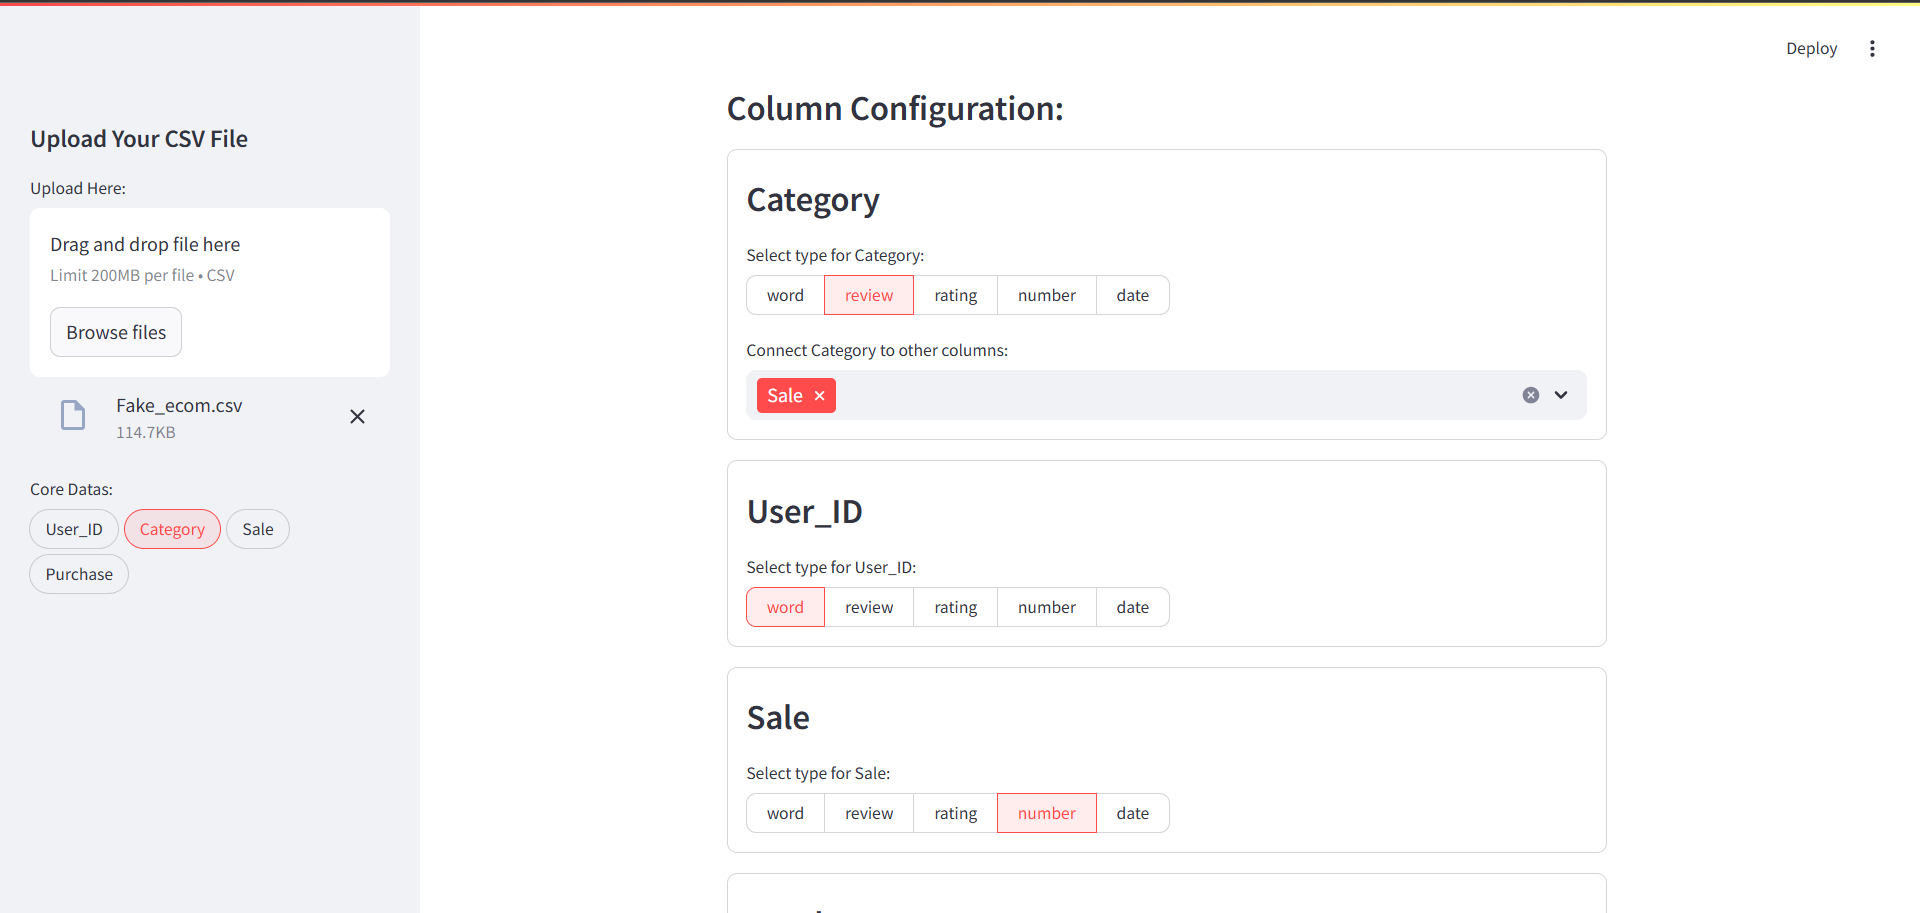 Deploy
Upload Your CSV File
Upload Here:
Drag and drop file here
Limit 200MB per file • CSV
Browse files
Fake_ecom.csv
114.7KB
Core Datas:
User_ID Category Sale
Purchase
Column Configuration:
Category
Select type for Category:
word review rating number date
Connect Category to other columns:
Sale
User_ID
Select type for User_ID:
word review rating number date
Sale
Select type for Sale:
word review rating number date